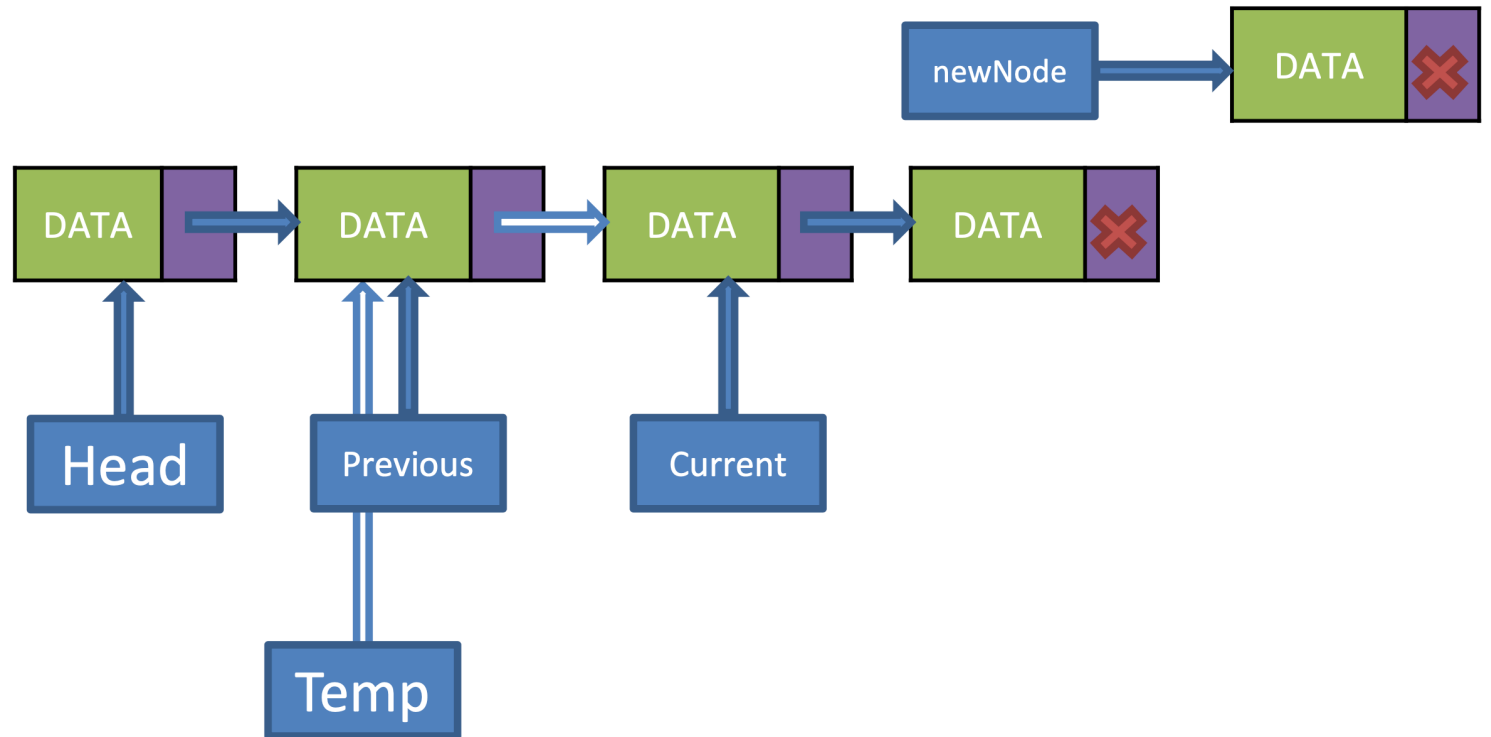 newNode
DATA
DATA
DATA
DATA
DATA
Head
Previous
Current
Temp